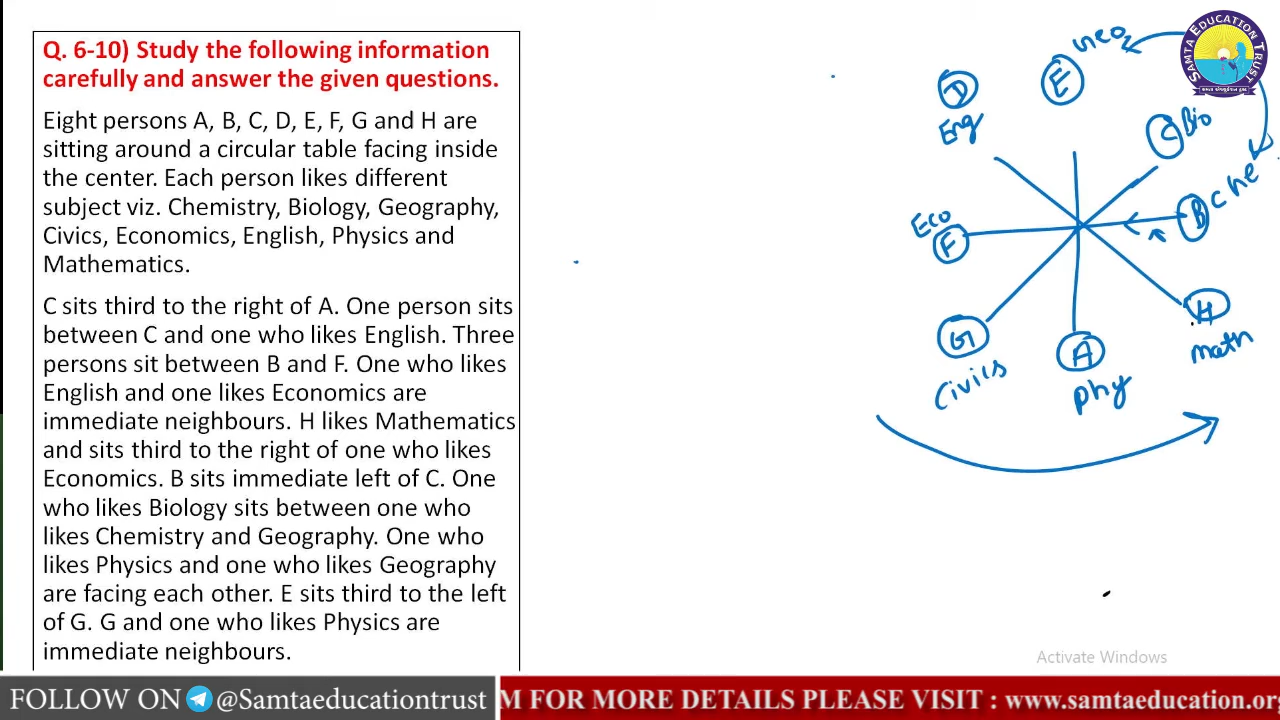 Q. 6-10) Study the following information
carefully and answer the given questions.
Eight persons A, B, C, D, E, F, G and H are
sitting around a circular table facing inside
the center. Each person likes different
subject viz. Chemistry, Biology, Geography,
Civics, Economics, English, Physics and
Mathematics.
C sits third to the right of A. One person sits
between C and one who likes English. Three
persons sit between B and F. One who likes
English and one likes Economics are
immediate neighbours. H likes Mathematics
and sits third to the right of one who likes
Economics. B sits immediate left of C. One
who likes Biology sits between one who
likes Chemistry and Geography. One who
likes Physics and one who likes Geography
are facing each other. E sits third to the left
of G. G and one who likes Physics are
immediate neighbours.
D
Eng
E
C Bio
B Che
Eco
F
H
math
G
Civics
A
phy
SAMTA EDUCATION TRUST
Activate Windows
FOLLOW ON @Samtaeducationtrust
M FOR MORE DETAILS PLEASE VISIT : www.samtaeducation.org